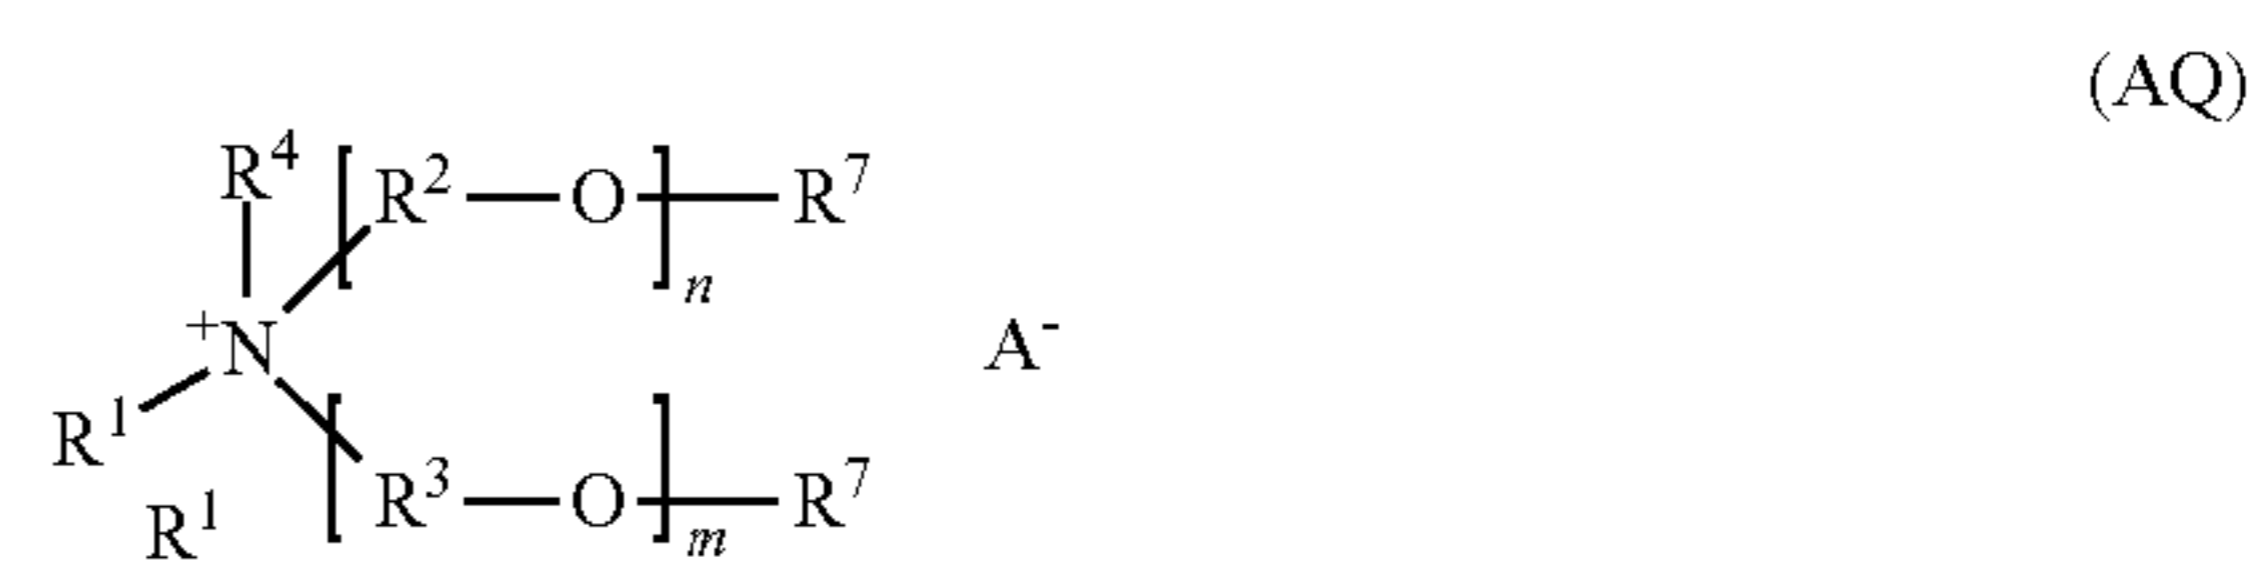 (AQ)
R⁴ [R²—O]n—R⁷
⁺N A⁻
R¹
[R³—O]m—R⁷
R¹